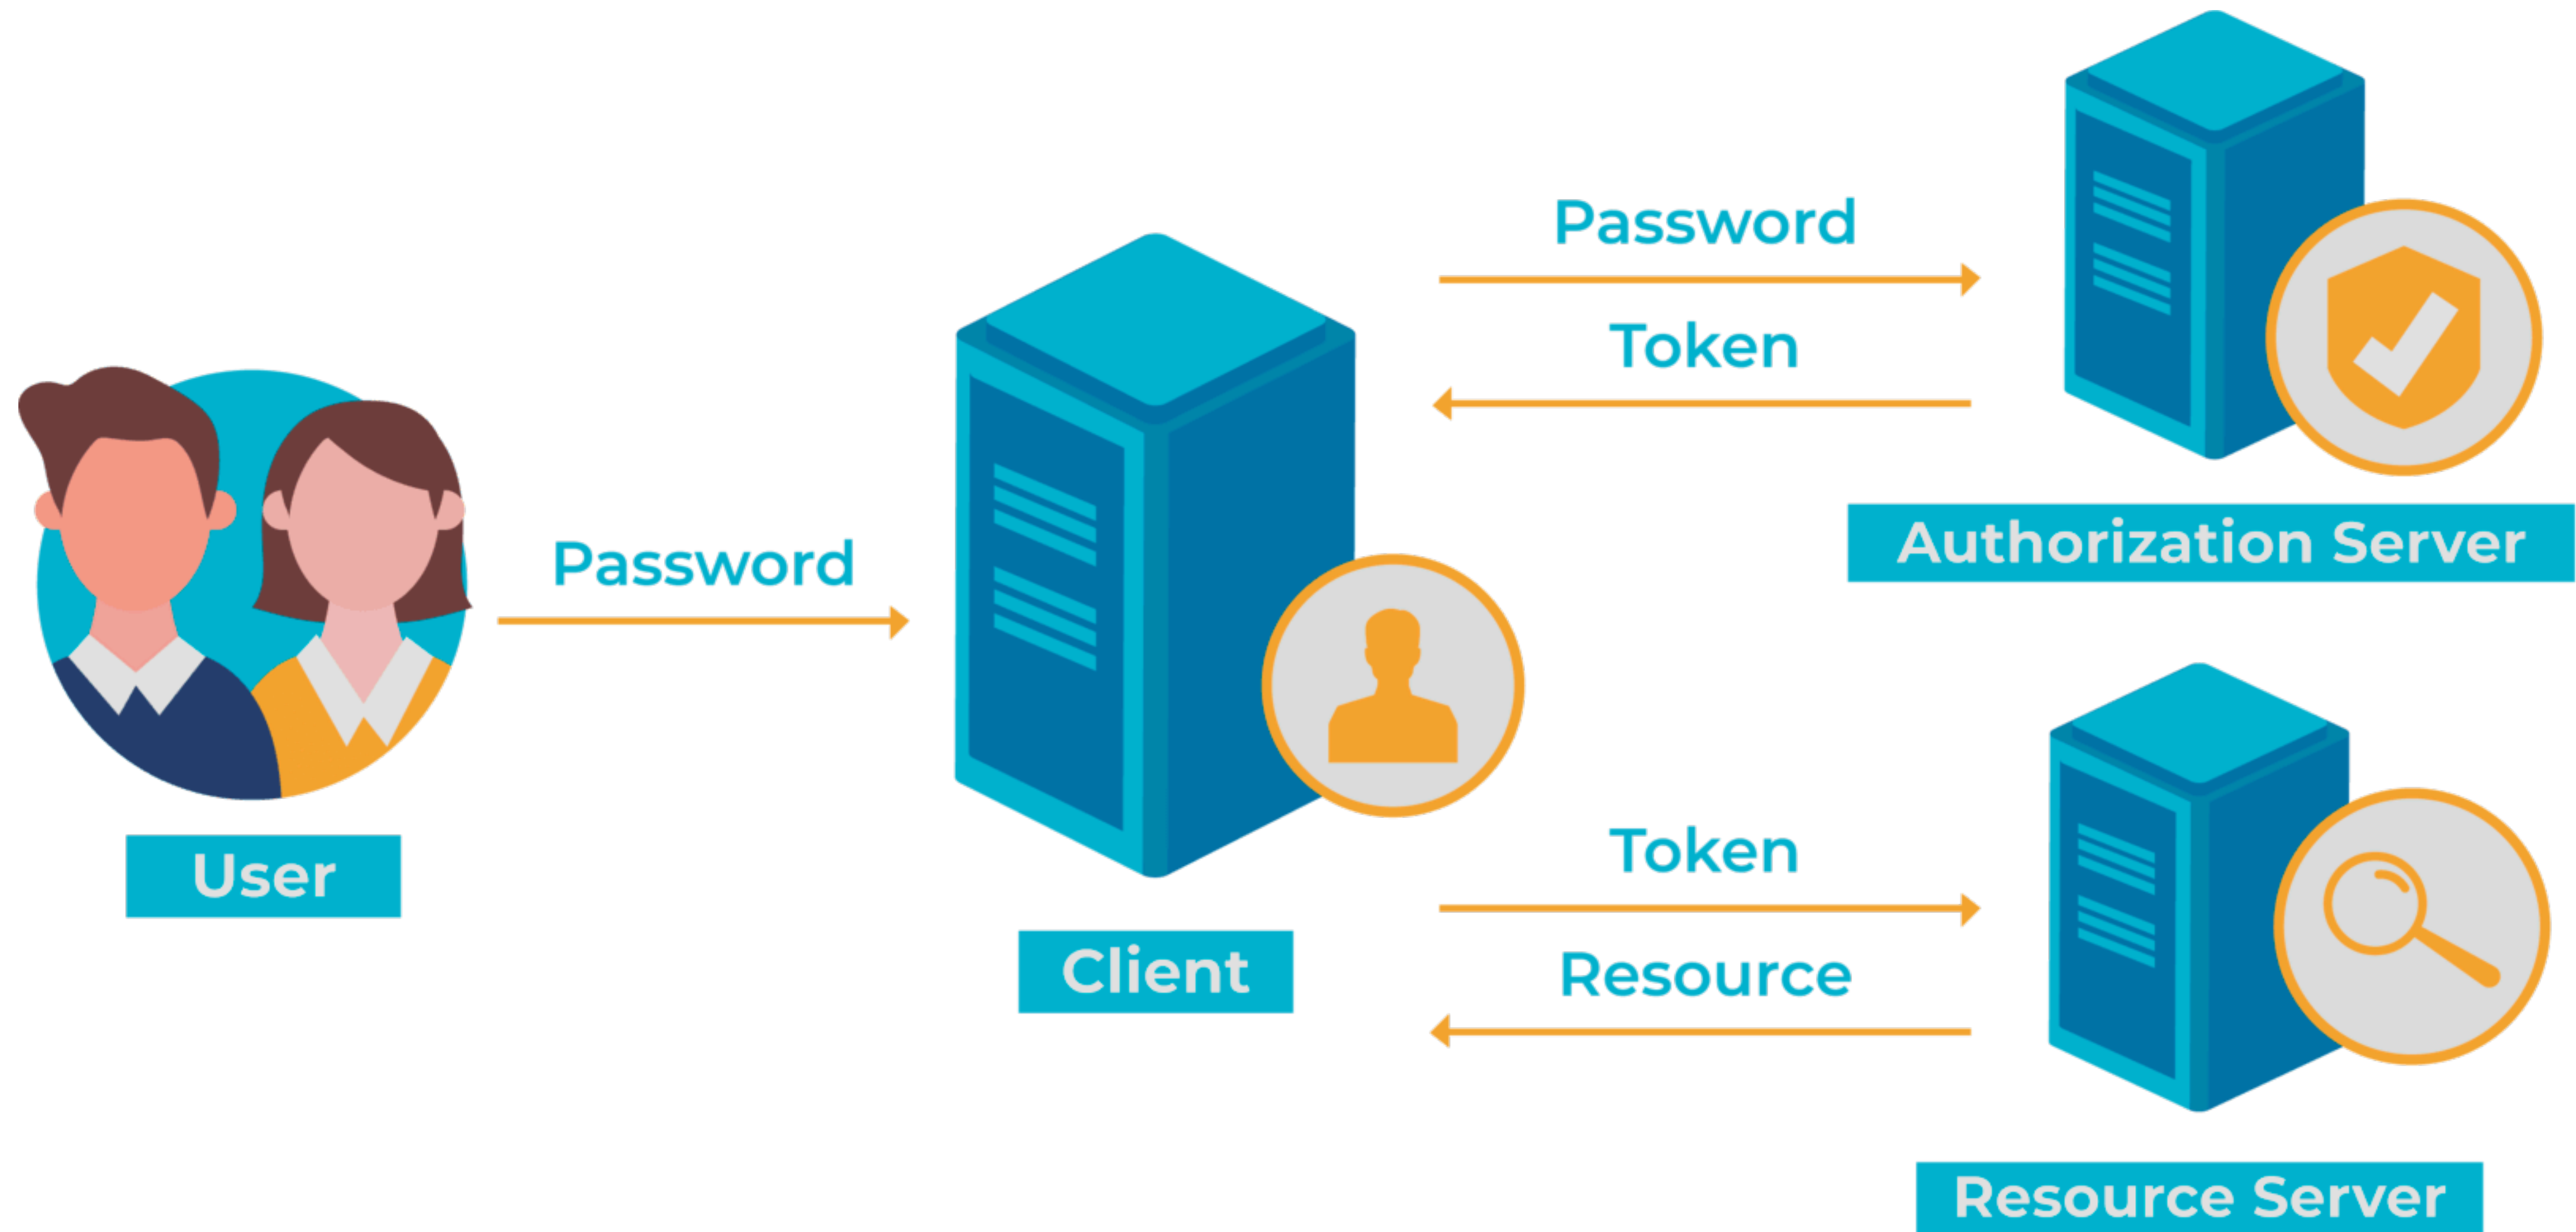 Password
User
Client
Password
Token
Authorization Server
Token
Resource
Resource Server